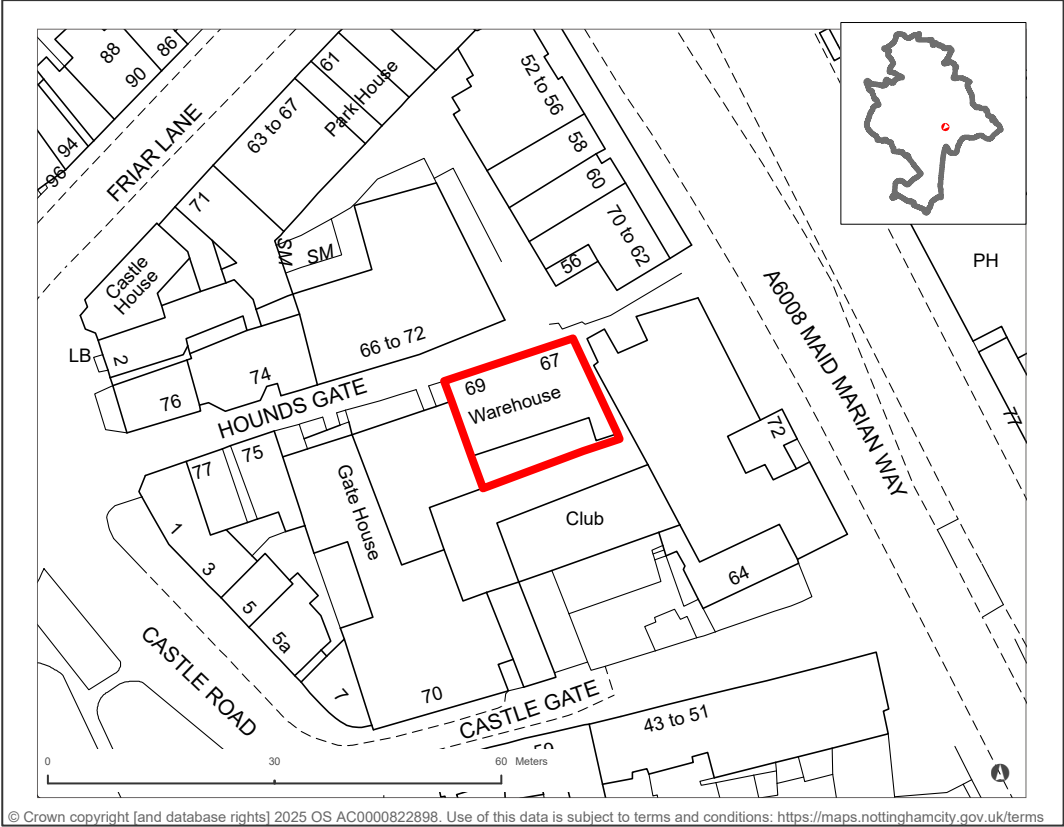 88
86
90
94
96
FRIAR LANE
61
Park House
63 to 67
71
52 to 56
58
60
70 to 62
56
SM
SM
Castle
House
LB
2
66 to 72
74
76
HOUNDS GATE
69
67
Warehouse
A6008 MAID MARIAN WAY
PH
77
72
77
75
Gate House
Club
64
1
3
5
5a
7
70
CASTLE ROAD
CASTLE GATE
43 to 51
59
0
30
60 Meters
© Crown copyright [and database rights] 2025 OS AC0000822898. Use of this data is subject to terms and conditions: https://maps.nottinghamcity.gov.uk/terms